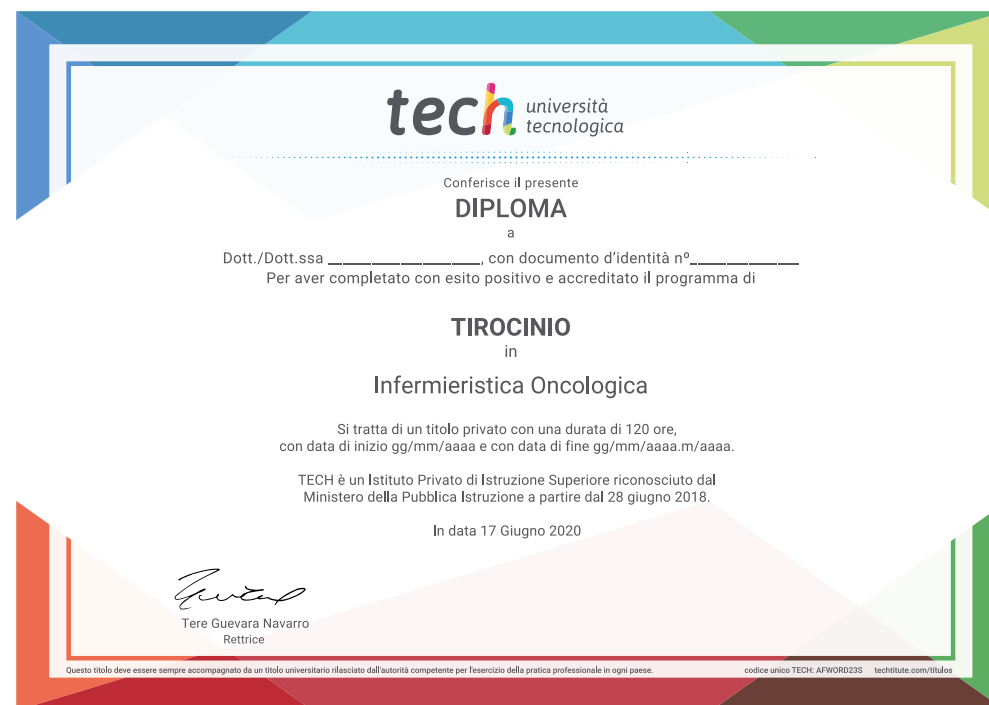 tech università
tecnologica
Conferisce il presente
DIPLOMA
a
Dott./Dott.ssa ____________________, con documento d'identità nº______________
Per aver completato con esito positivo e accreditato il programma di
TIROCINIO
in
Infermieristica Oncologica
Si tratta di un titolo privato con una durata di 120 ore,
con data di inizio gg/mm/aaaa e con data di fine gg/mm/aaaa.m/aaaa.
TECH è un Istituto Privato di Istruzione Superiore riconosciuto dal
Ministero della Pubblica Istruzione a partire dal 28 giugno 2018.
In data 17 Giugno 2020
Tere Guevara Navarro
Rettrice
Questo titolo deve essere sempre accompagnato da un titolo universitario rilasciato dall'autorità competente per l'esercizio della pratica professionale in ogni paese.
codice unico TECH: AFWORD23S techtitute.com/títulos